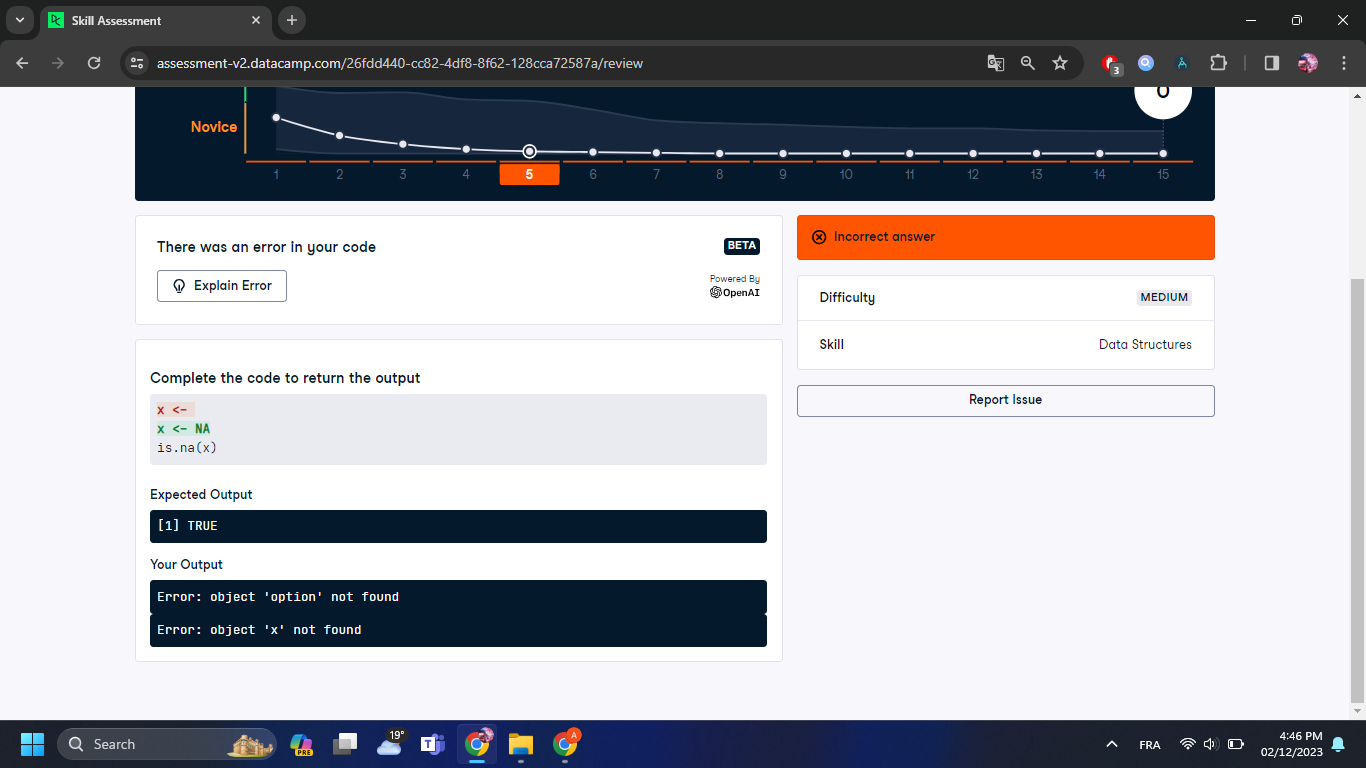 Skill Assessment
assessment-v2.datacamp.com/26fdd440-cc82-4df8-8f62-128cca72587a/review
3
0
Novice
1 2 3 4 5 6 7 8 9 10 11 12 13 14 15
There was an error in your code
BETA
Explain Error
Powered By
OpenAI
Incorrect answer
Difficulty MEDIUM
Skill Data Structures
Report Issue
Complete the code to return the output
x <-
x <- NA
is.na(x)
Expected Output
[1] TRUE
Your Output
Error: object 'option' not found
Error: object 'x' not found
Search
PRE
19°
A
FRA
4:46 PM
02/12/2023